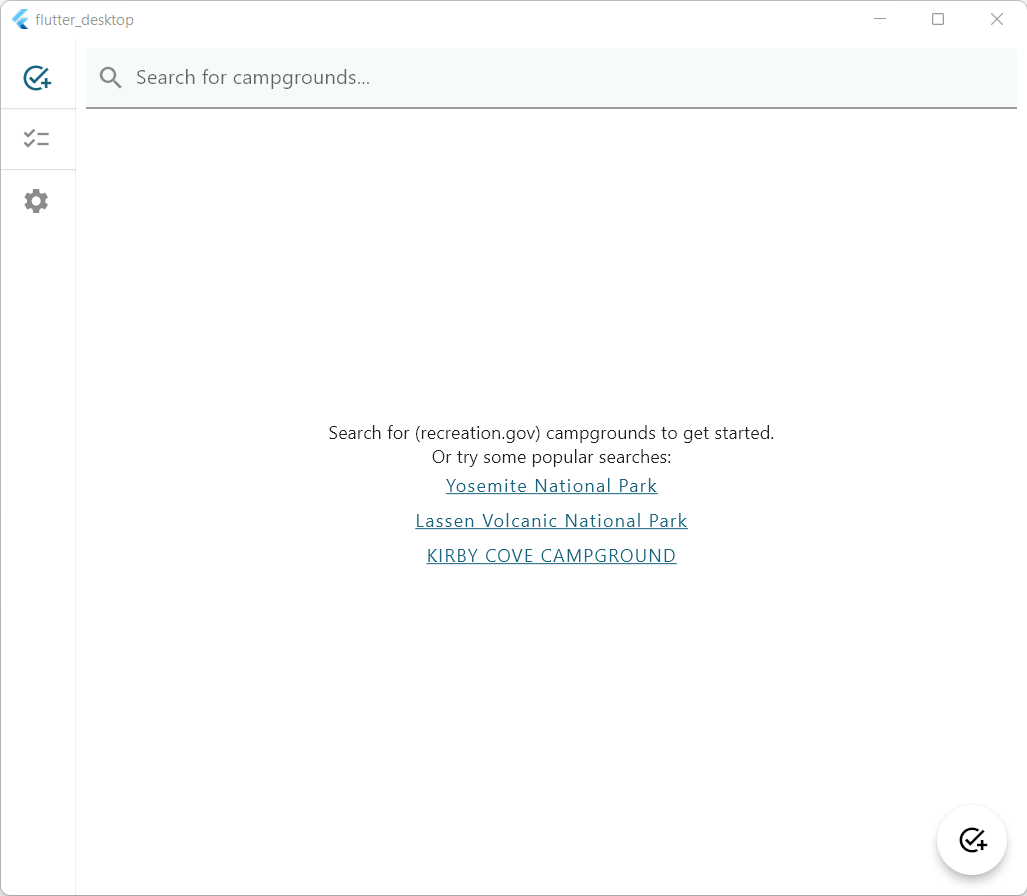 flutter_desktop
Search for campgrounds...
Search for (recreation.gov) campgrounds to get started.
Or try some popular searches:
Yosemite National Park
Lassen Volcanic National Park
KIRBY COVE CAMPGROUND